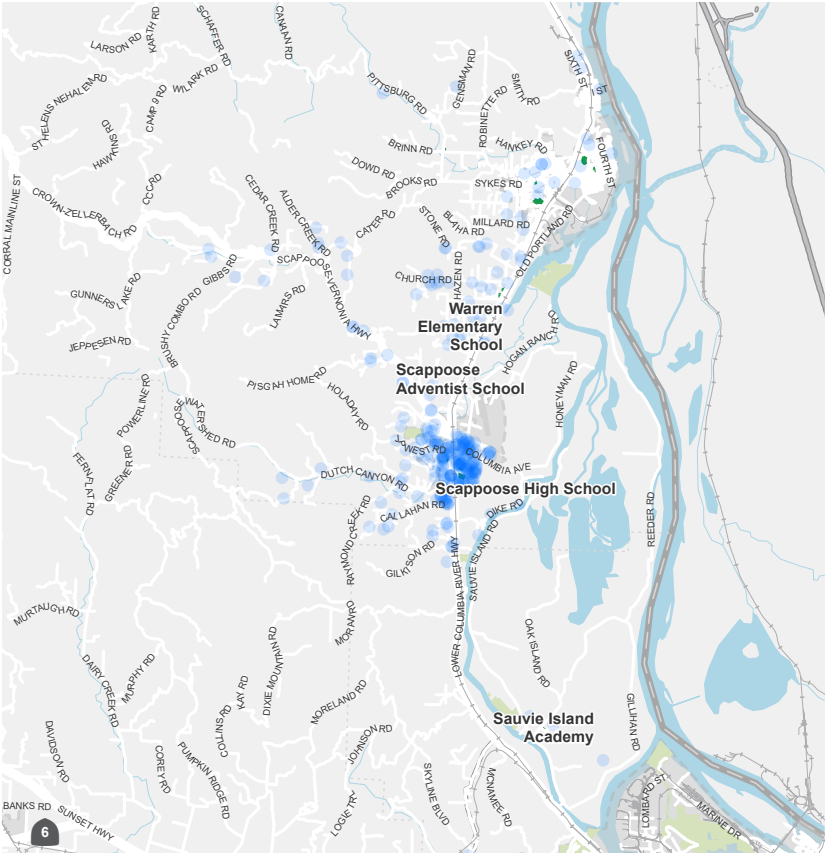 LARSON RD
KARTH RD
SCHAFFER RD
CANAAN RD
SIXTH ST
1ST
ST HELENS NEHALEM RD
CAMP 9 RD
WILARK RD
PITTSBURG RD
GENSMAN RD
ROBINETTE RD
SMITH RD
HAWKINS RD
BRINN RD
HANKEY RD
FOURTH ST
DOWD RD
BROOKS RD
SYKES RD
CORRAL MAINLINE ST
CROWN-ZELLERBACH RD
CCC RD
CEDAR CREEK RD
ALDER CREEK RD
CATER RD
STONE RD
BLAHA RD
MILLARD RD
OLD PORTLAND RD
GUNNERS LAKE RD
GIBBS RD
SCAPPOOSE-VERNONIA HWY
CHURCH RD
HAZEN RD
LAMARS RD
BRUSHY COMBO RD
Warren
Elementary
School
JEPPESEN RD
HOGAN RANCH RD
Scappoose
Adventist School
PISGAH HOME RD
HOLADAY RD
HONEYMAN RD
POWERLINE RD
SCAPPOOSE WATERSHED RD
WEST RD
COLUMBIA AVE
FERN FLAT RD
GREENER RD
DUTCH CANYON RD
Scappoose High School
CALLAHAN RD
DIKE RD
REEDER RD
RAYMOND CREEK RD
GILKISON RD
SAUVIE ISLAND RD
LOWER COLUMBIA RIVER HWY
MURTAUGH RD
MORAN RD
OAK ISLAND RD
DAIRY CREEK RD
MURPHY RD
KAY RD
DIXIE MOUNTAIN RD
MORELAND RD
COLLINS RD
GILLIHAN RD
Sauvie Island
Academy
DAVIDSON RD
COREY RD
PUMPKIN RIDGE RD
JOHNSON RD
SKYLINE BLVD
MCNAMEE RD
LOGIE TRY
LOMBARD ST
MARINE DR
BANKS RD
SUNSET HWY
6